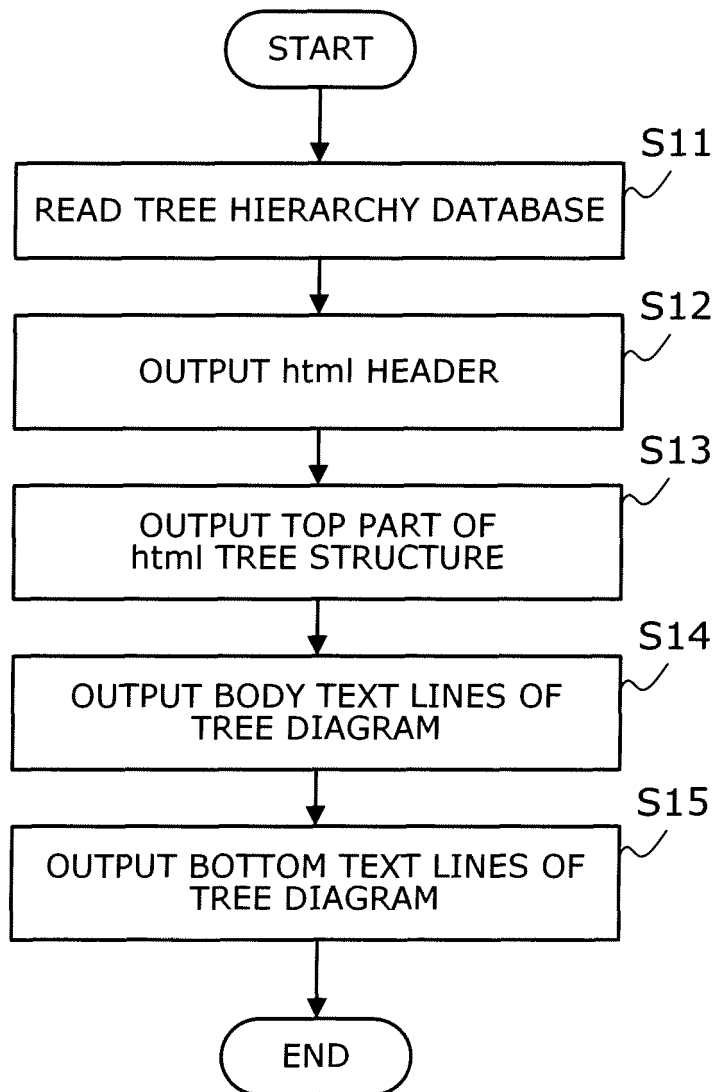 START
S11
READ TREE HIERARCHY DATABASE
S12
OUTPUT html HEADER
S13
OUTPUT TOP PART OF
html TREE STRUCTURE
S14
OUTPUT BODY TEXT LINES OF
TREE DIAGRAM
S15
OUTPUT BOTTOM TEXT LINES OF
TREE DIAGRAM
END